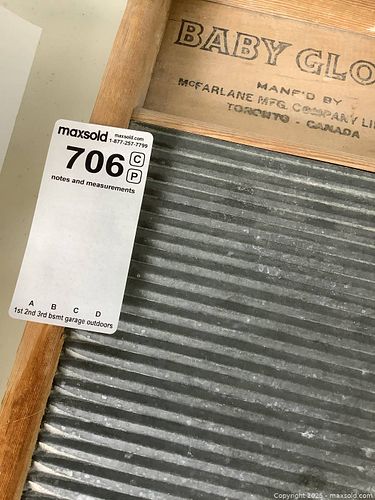 BABY GLO
MANF'D BY
McFARLANE MFG. COMPANY LI
TORONTO - CANADA
maxsold maxsold.com
1-877-257-7799
706 C
P
notes and measurements
A B C D
1st 2nd 3rd bsmt garage outdoors
Copyright 2025 - maxsold.com